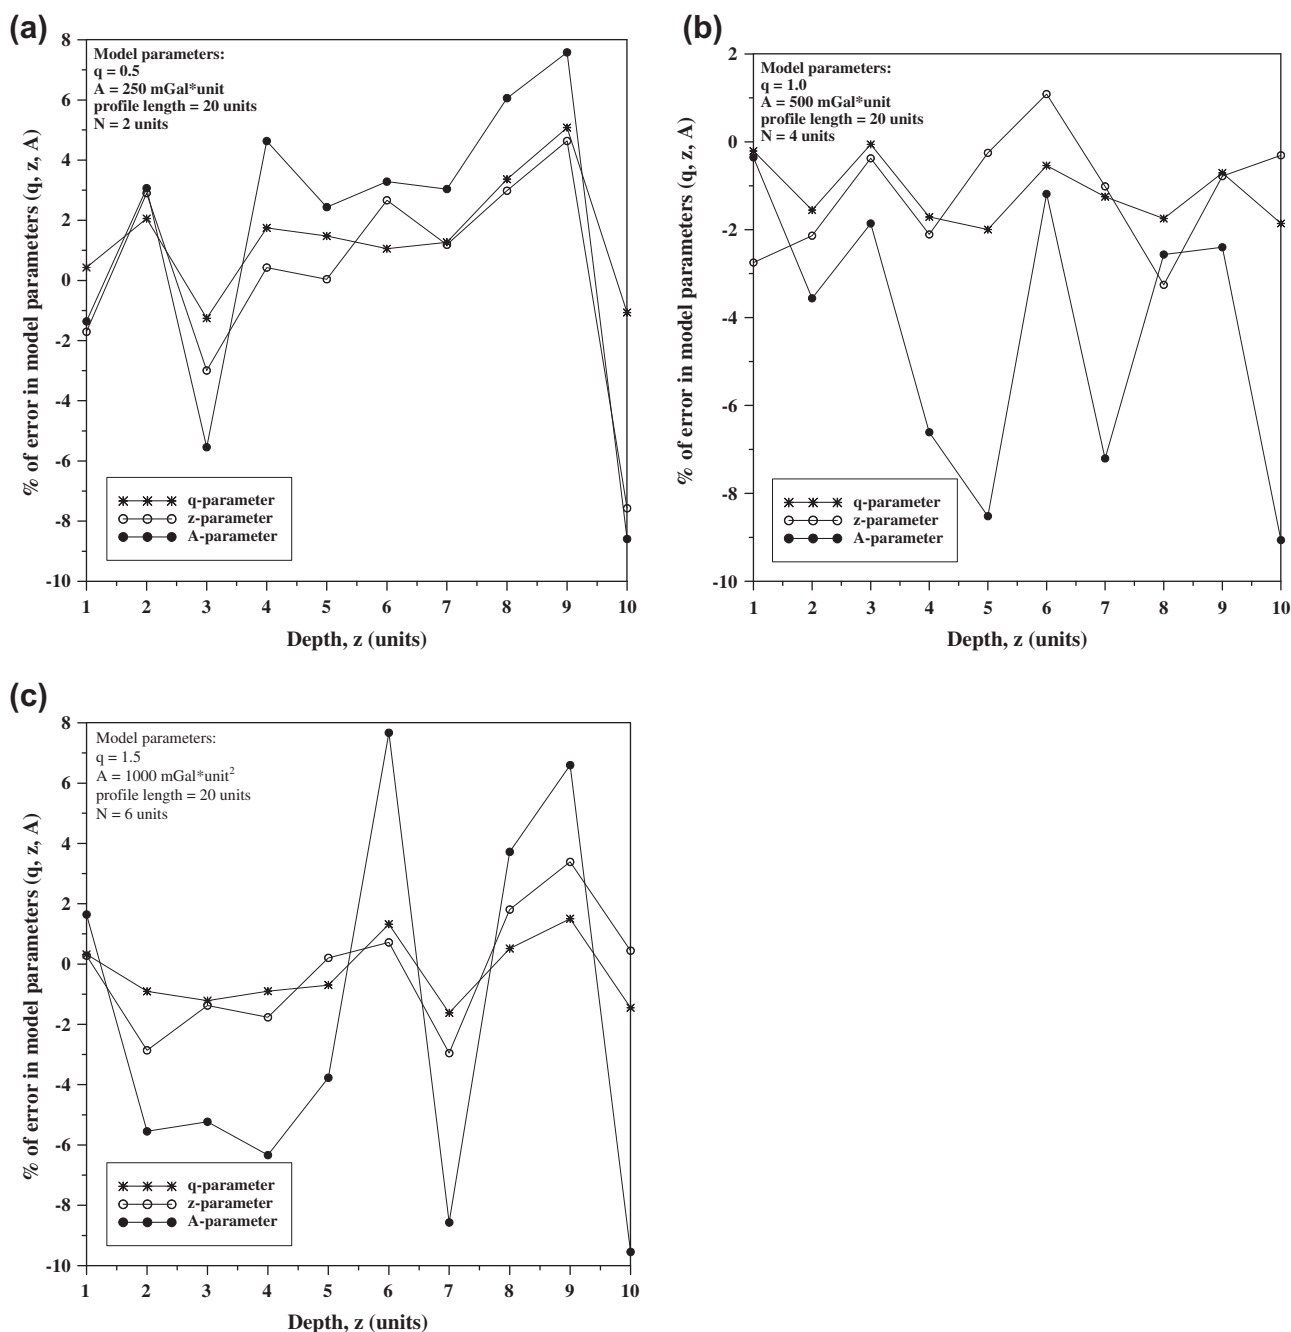 (a)
% of error in model parameters (q, z, A)
8
6
4
2
0
-2
-4
-6
-8
-10
Model parameters:
q = 0.5
A = 250 mGal*unit
profile length = 20 units
N = 2 units
q-parameter
z-parameter
A-parameter
1 2 3 4 5 6 7 8 9 10
Depth, z (units)
(b)
% of error in model parameters (q, z, A)
2
0
-2
-4
-6
-8
-10
Model parameters:
q = 1.0
A = 500 mGal*unit
profile length = 20 units
N = 4 units
q-parameter
z-parameter
A-parameter
1 2 3 4 5 6 7 8 9 10
Depth, z (units)
(c)
% of error in model parameters (q, z, A)
8
6
4
2
0
-2
-4
-6
-8
-10
Model parameters:
q = 1.5
A = 1000 mGal*unit²
profile length = 20 units
N = 6 units
q-parameter
z-parameter
A-parameter
1 2 3 4 5 6 7 8 9 10
Depth, z (units)